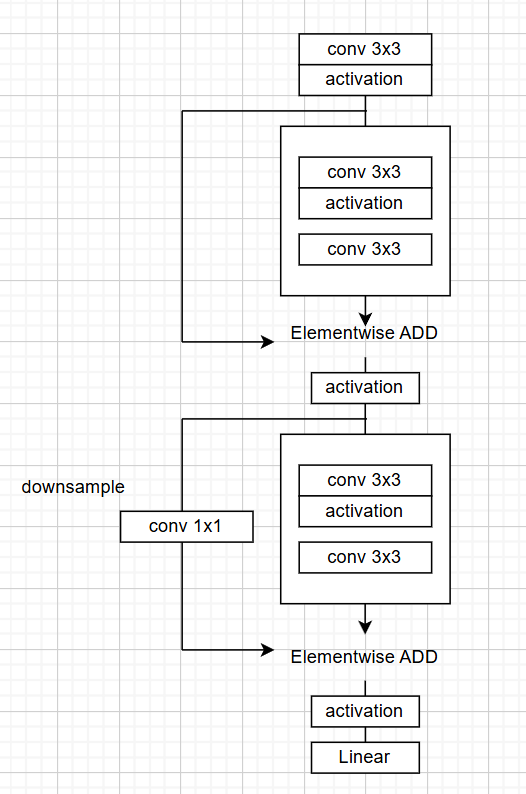 conv 3x3
activation
conv 3x3
activation
conv 3x3
Elementwise ADD
activation
conv 3x3
downsample
activation
conv 1x1
conv 3x3
Elementwise ADD
activation
Linear